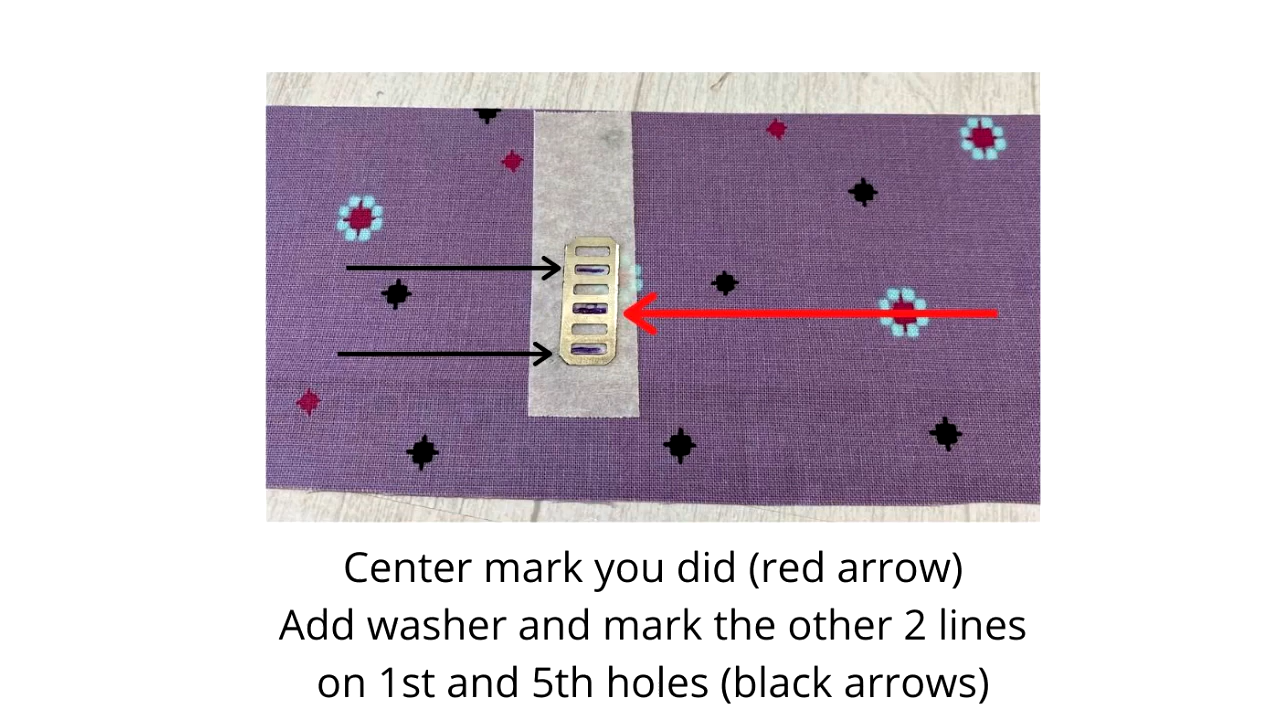 Center mark you did (red arrow)
Add washer and mark the other 2 lines
on 1st and 5th holes (black arrows)